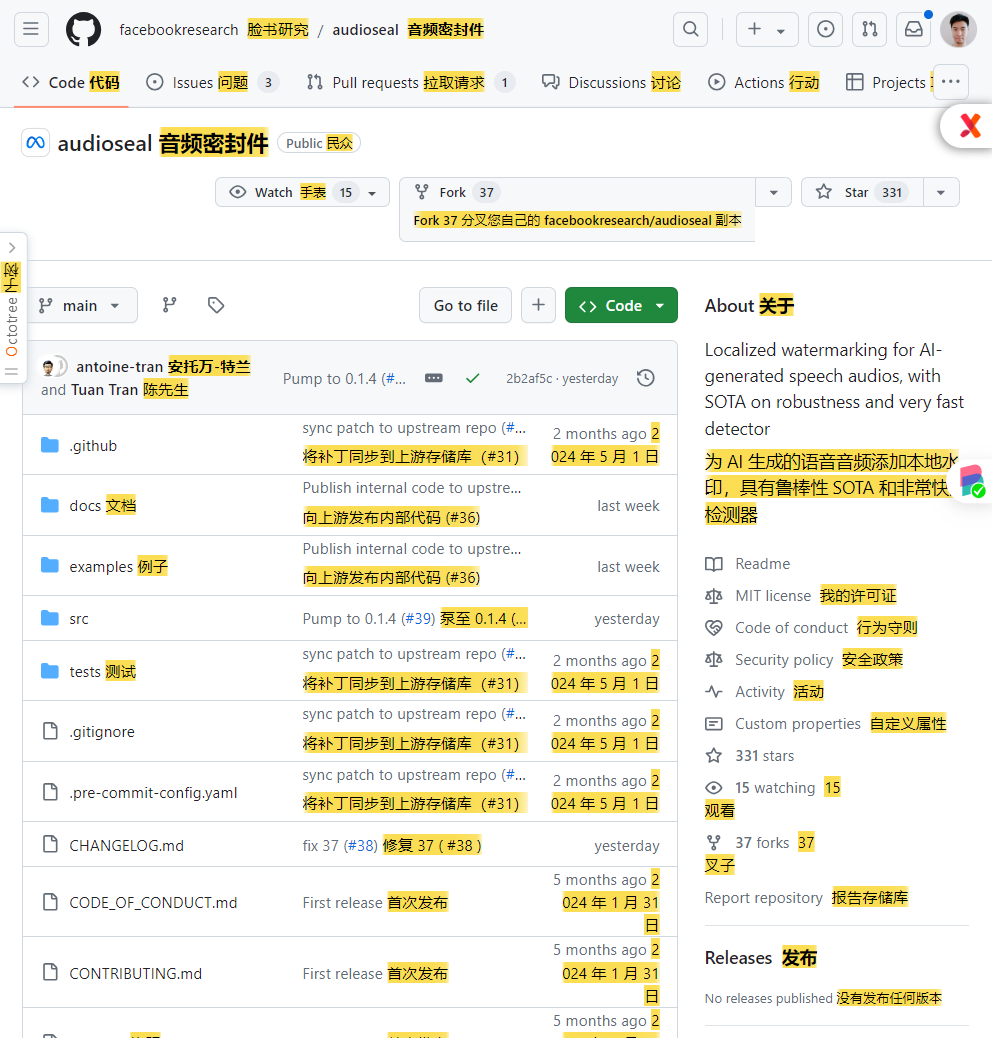 facebookresearch 脸书研究 / audioseal 音频密封件
Code 代码 Issues 问题 3 Pull requests 拉取请求 1 Discussions 讨论 Actions 行动 Projects
audioseal 音频密封件 Public 民众
Watch 手表 15 Fork 37 Star 331
Fork 37 分叉您自己的 facebookresearch/audioseal 副本
Octotree 子树
main Go to file Code
antoine-tran 安托万-特兰
and Tuan Tran 陈先生
Pump to 0.1.4 (#... 2b2af5c · yesterday
.github sync patch to upstream repo (#... 2 months ago 2
将补丁同步到上游存储库（#31） 024 年 5 月 1 日
docs 文档 Publish internal code to upstre... last week
向上游发布内部代码 (#36)
examples 例子 Publish internal code to upstre... last week
向上游发布内部代码 (#36)
src Pump to 0.1.4 (#39) 泵至 0.1.4 (... yesterday
tests 测试 sync patch to upstream repo (#... 2 months ago 2
将补丁同步到上游存储库（#31） 024 年 5 月 1 日
.gitignore sync patch to upstream repo (#... 2 months ago 2
将补丁同步到上游存储库（#31） 024 年 5 月 1 日
.pre-commit-config.yaml sync patch to upstream repo (#... 2 months ago 2
将补丁同步到上游存储库（#31） 024 年 5 月 1 日
CHANGELOG.md fix 37 (#38) 修复 37 ( #38 ) yesterday
CODE_OF_CONDUCT.md First release 首次发布 5 months ago 2
024 年 1 月 31
日
CONTRIBUTING.md First release 首次发布 5 months ago 2
024 年 1 月 31
日
5 months ago 2
About 关于
Localized watermarking for AI-
generated speech audios, with
SOTA on robustness and very fast
detector
为 AI 生成的语音音频添加本地水
印，具有鲁棒性 SOTA 和非常快
检测器
Readme
MIT license 我的许可证
Code of conduct 行为守则
Security policy 安全政策
Activity 活动
Custom properties 自定义属性
331 stars
15 watching 15
观看
37 forks 37
叉子
Report repository 报告存储库
Releases 发布
No releases published 没有发布任何版本